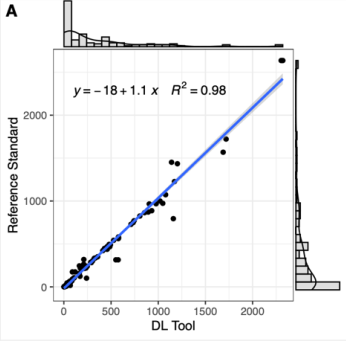 A
y = − 18 + 1.1 x R² = 0.98
Reference Standard
2000
1000
0
0 500 1000 1500 2000
DL Tool